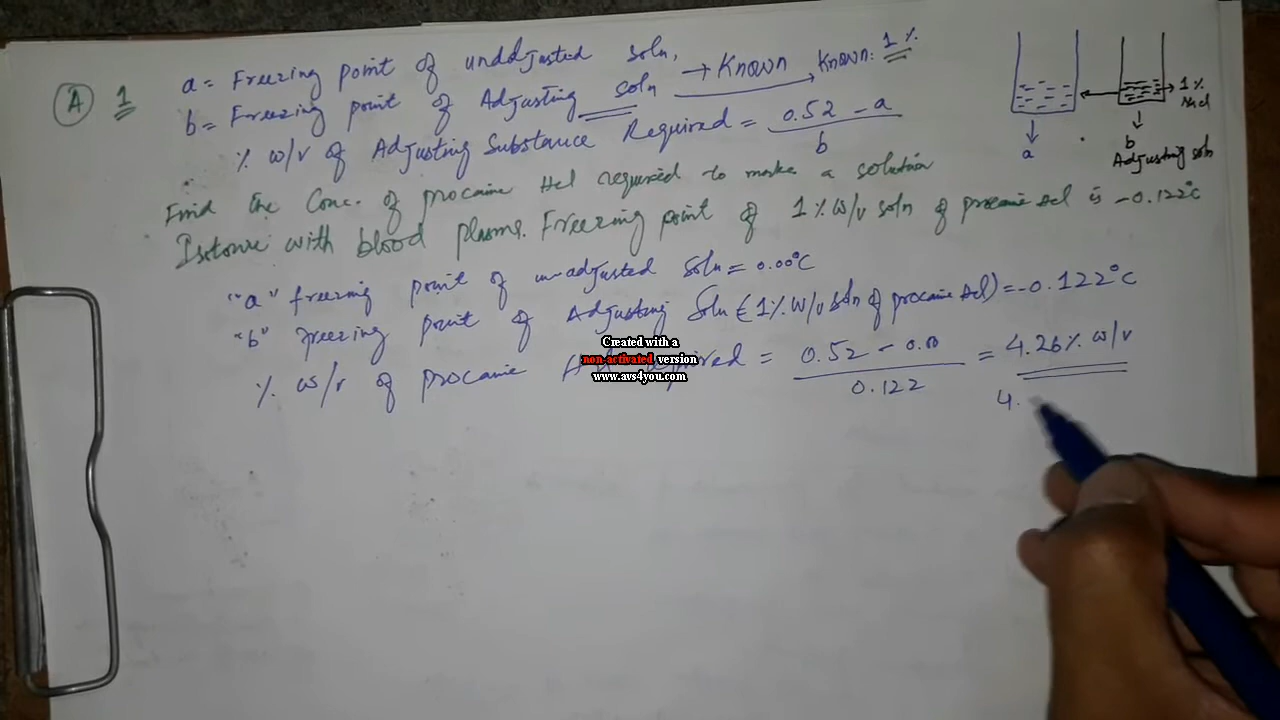 A 1
a = Freezing point of unddjusted soln,
b = Freezing point of Adjusting soln → Known → Known: 1%
% w/v of Adjusting Substance Required = 0.52 - a
b
Find the Conc. of procaine Hcl required to make a solution
Isotonic with blood plasma. Freezing point of 1% w/v soln of procaine Hcl is -0.122°C
"a" freezing point of un-adjusted Soln = 0.00°C
"b" freezing point of Adjusting Soln (1% w/v soln of procaine Hcl) = -0.122°C
% w/v of procaine required = 0.52 - 0.00 = 4.26% w/v
0.122
4.
1%
a
b
Adjusting soln
Created with a
non-activated version
www.avs4you.com